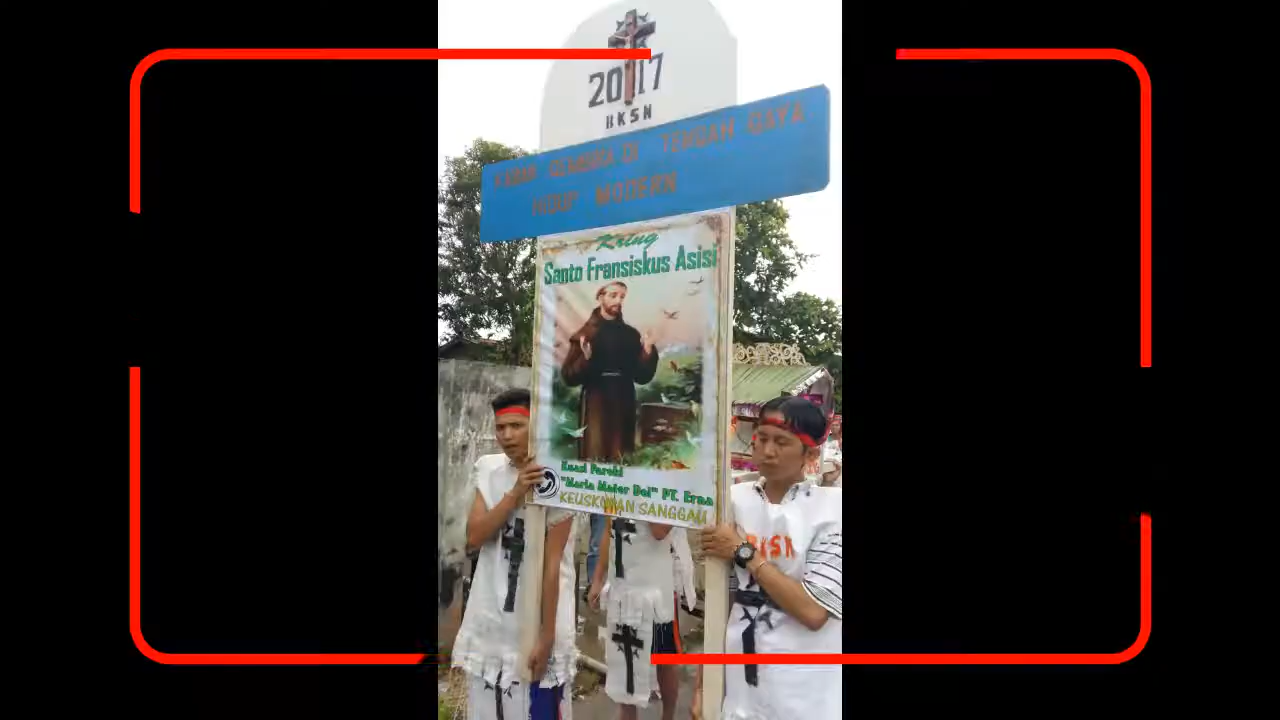 2017
BKSN
KABAR GEMBIRA DI TENGAH GAYA
HIDUP MODERN
Kring
Santo Fransiskus Asisi
Kuasi Paroki
"Maria Mater Dei" PT. Erna
KEUSKUPAN SANGGAU
BKSN